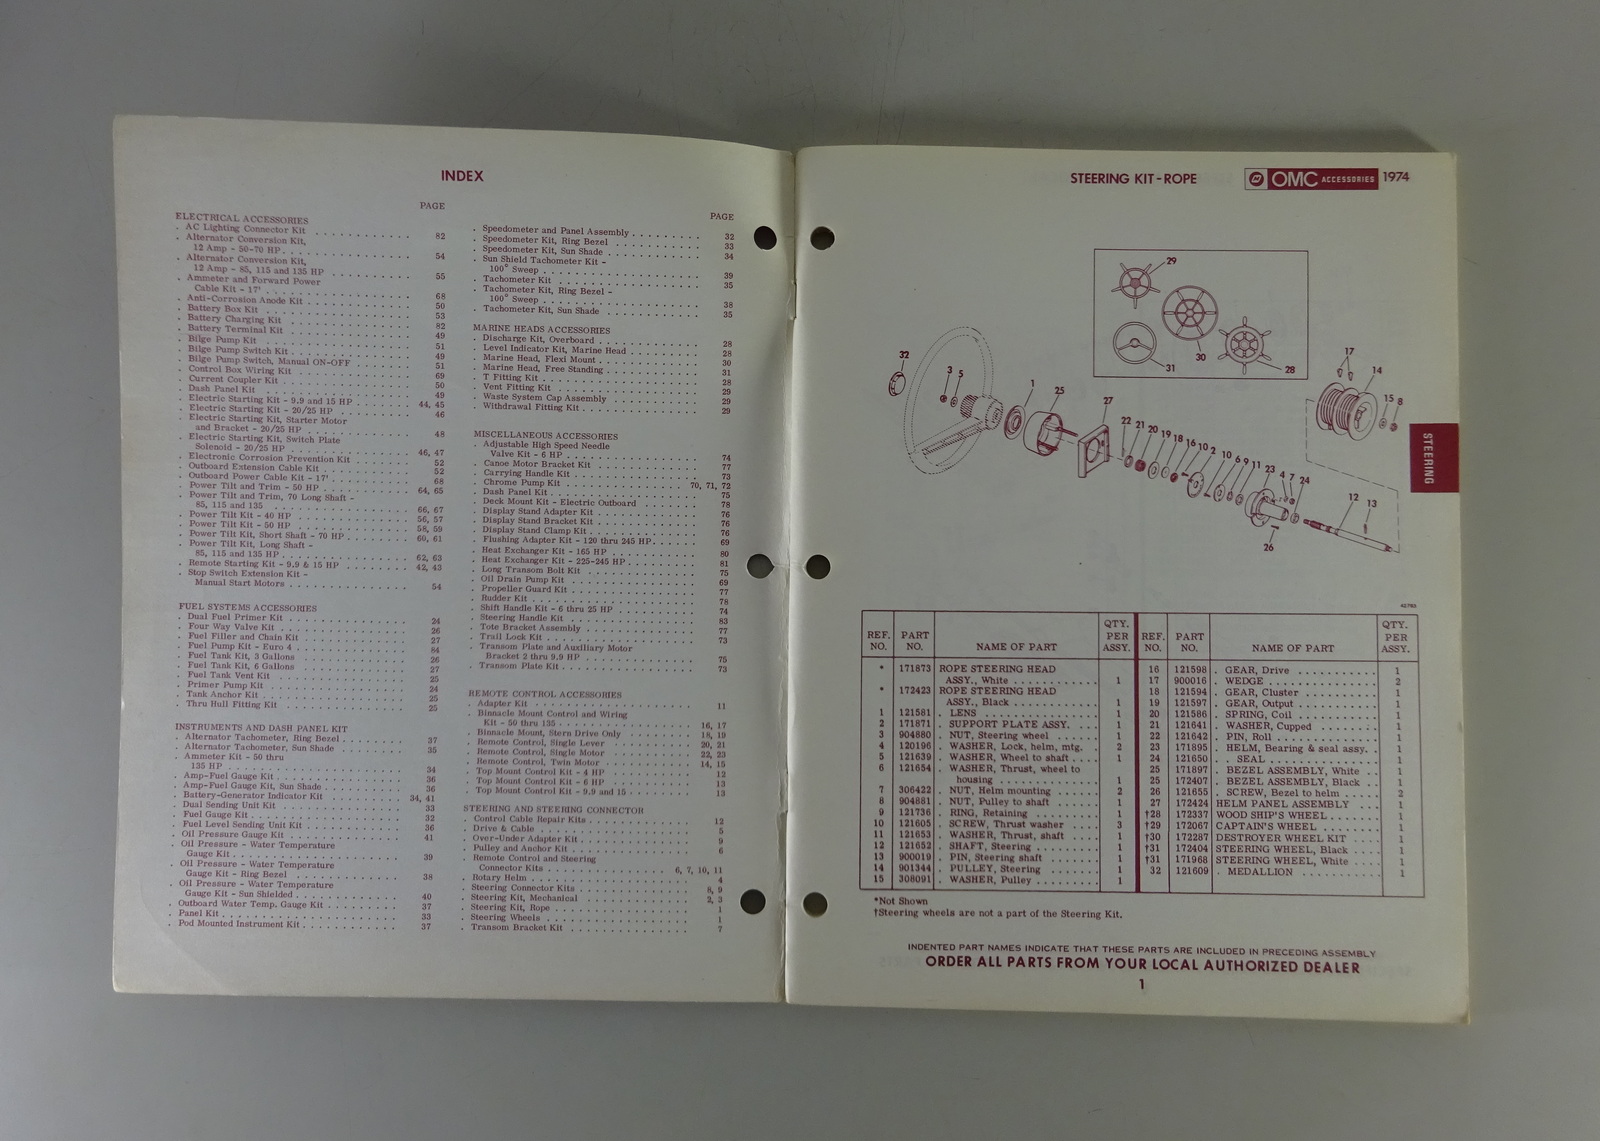 INDEX
PAGE
ELECTRICAL ACCESSORIES
. AC Lighting Connector Kit . . . 82
. Alternator Conversion Kit,
12 Amp - 50-70 HP . . . 54
. Alternator Conversion Kit,
12 Amp - 85, 115 and 135 HP . . . 55
. Ammeter and Forward Power
Cable Kit - 17' . . . 68
. Anti-Corrosion Anode Kit . . . 50
. Battery Box Kit . . . 53
. Battery Charging Kit . . . 82
. Battery Terminal Kit . . . 49
. Bilge Pump Kit . . . 51
. Bilge Pump Switch Kit . . . 49
. Bilge Pump Switch, Manual ON-OFF . . . 51
. Control Box Wiring Kit . . . 69
. Current Coupler Kit . . . 50
. Dash Panel Kit . . . 49
. Electric Starting Kit - 9.9 and 15 HP . . . 44, 45
. Electric Starting Kit - 20/25 HP . . . 46
. Electric Starting Kit, Starter Motor
and Bracket - 20/25 HP . . . 48
. Electric Starting Kit, Switch Plate
Solenoid - 20/25 HP . . . 46, 47
. Electronic Corrosion Prevention Kit . . . 52
. Outboard Extension Cable Kit . . . 52
. Outboard Power Cable Kit - 17' . . . 68
. Power Tilt and Trim - 50 HP . . . 64, 65
. Power Tilt and Trim, 70 Long Shaft -
85, 115 and 135 . . . 66, 67
. Power Tilt Kit - 40 HP . . . 56, 57
. Power Tilt Kit - 50 HP . . . 58, 59
. Power Tilt Kit, Short Shaft - 70 HP . . . 60, 61
. Power Tilt Kit, Long Shaft -
85, 115 and 135 HP . . . 62, 63
. Remote Starting Kit - 9.9 & 15 HP . . . 42, 43
. Stop Switch Extension Kit -
Manual Start Motors . . . 54
FUEL SYSTEMS ACCESSORIES
. Dual Fuel Primer Kit . . . 24
. Four Way Valve Kit . . . 26
. Fuel Filler and Chain Kit . . . 27
. Fuel Pump Kit - Euro 4 . . . 84
. Fuel Tank Kit, 3 Gallons . . . 26
. Fuel Tank Kit, 6 Gallons . . . 27
. Fuel Tank Vent Kit . . . 25
. Primer Pump Kit . . . 24
. Tank Anchor Kit . . . 25
. Thru Hull Fitting Kit . . . 25
INSTRUMENTS AND DASH PANEL KIT
. Alternator Tachometer, Ring Bezel . . . 37
. Alternator Tachometer, Sun Shade . . . 35
. Ammeter Kit - 50 thru
135 HP . . . 34
. Amp-Fuel Gauge Kit . . . 36
. Amp-Fuel Gauge Kit, Sun Shade . . . 36
. Battery-Generator Indicator Kit . . . 34, 41
. Dual Sending Unit Kit . . . 33
. Fuel Gauge Kit . . . 32
. Fuel Level Sending Unit Kit . . . 36
. Oil Pressure Gauge Kit . . . 41
. Oil Pressure - Water Temperature
Gauge Kit . . . 39
. Oil Pressure - Water Temperature
Gauge Kit - Ring Bezel . . . 38
. Oil Pressure - Water Temperature
Gauge Kit - Sun Shielded . . . 40
. Outboard Water Temp. Gauge Kit . . . 37
. Panel Kit . . . 33
. Pod Mounted Instrument Kit . . . 37
PAGE
. Speedometer and Panel Assembly . . . 32
. Speedometer Kit, Ring Bezel . . . 33
. Speedometer Kit, Sun Shade . . . 34
. Sun Shield Tachometer Kit -
100° Sweep . . . 39
. Tachometer Kit . . . 35
. Tachometer Kit, Ring Bezel -
100° Sweep . . . 38
. Tachometer Kit, Sun Shade . . . 35
MARINE HEADS ACCESSORIES
. Discharge Kit, Overboard . . . 28
. Level Indicator Kit, Marine Head . . . 28
. Marine Head, Flexi Mount . . . 30
. Marine Head, Free Standing . . . 31
. T Fitting Kit . . . 28
. Vent Fitting Kit . . . 29
. Waste System Cap Assembly . . . 29
. Withdrawal Fitting Kit . . . 29
MISCELLANEOUS ACCESSORIES
. Adjustable High Speed Needle
Valve Kit - 6 HP . . . 74
. Canoe Motor Bracket Kit . . . 77
. Carrying Handle Kit . . . 73
. Chrome Pump Kit . . . 70, 71, 72
. Dash Panel Kit . . . 75
. Deck Mount Kit - Electric Outboard . . . 78
. Display Stand Adapter Kit . . . 76
. Display Stand Bracket Kit . . . 76
. Display Stand Clamp Kit . . . 76
. Flushing Adapter Kit - 120 thru 245 HP . . . 69
. Heat Exchanger Kit - 165 HP . . . 80
. Heat Exchanger Kit - 225-245 HP . . . 81
. Long Transom Bolt Kit . . . 75
. Oil Drain Pump Kit . . . 69
. Propeller Guard Kit . . . 77
. Rudder Kit . . . 78
. Shift Handle Kit - 6 thru 25 HP . . . 74
. Steering Handle Kit . . . 83
. Tote Bracket Assembly . . . 77
. Trail Lock Kit . . . 73
. Transom Plate and Auxiliary Motor
Bracket 2 thru 9.9 HP . . . 75
. Transom Plate Kit . . . 73
REMOTE CONTROL ACCESSORIES
. Adapter Kit . . . 11
. Binnacle Mount Control and Wiring
Kit - 50 thru 135 . . . 16, 17
. Binnacle Mount, Stern Drive Only . . . 18, 19
. Remote Control, Single Lever . . . 20, 21
. Remote Control, Single Motor . . . 22, 23
. Remote Control, Twin Motor . . . 14, 15
. Top Mount Control Kit - 4 HP . . . 12
. Top Mount Control Kit - 6 HP . . . 13
. Top Mount Control Kit - 9.9 and 15 . . . 13
STEERING AND STEERING CONNECTOR
. Control Cable Repair Kits . . . 12
. Drive & Cable . . . 5
. Over-Under Adapter Kit . . . 9
. Pulley and Anchor Kit . . . 6
. Remote Control and Steering
Connector Kits . . . 6, 7, 10, 11
. Rotary Helm . . . 4
. Steering Connector Kits . . . 8, 9
. Steering Kit, Mechanical . . . 2, 3
. Steering Kit, Rope . . . 1
. Steering Wheels . . . 1
. Transom Bracket Kit . . . 7
STEERING KIT - ROPE
OMC ACCESSORIES 1974
29
30
31
28
32
3 5
1
25
27
22 21 20 19 18 16 10 2 10 6 9 11 23 4 7 24
26
12
13
17
14
15 8
STEERING
42763
REF. NO. PART NO. NAME OF PART QTY. PER ASSY. REF. NO. PART NO. NAME OF PART QTY. PER ASSY.
* 171873 ROPE STEERING HEAD
ASSY., White . . . 1
* 172423 ROPE STEERING HEAD
ASSY., Black . . . 1
1 121581 . LENS . . . 1
2 171871 . SUPPORT PLATE ASSY. 1
3 904880 . NUT, Steering wheel . . . 1
4 120196 . WASHER, Lock, helm, mtg. . 2
5 121639 . WASHER, Wheel to shaft . . . 1
6 121654 . WASHER, Thrust, wheel to
housing . . . 1
7 306422 . NUT, Helm mounting . . . 2
8 904881 . NUT, Pulley to shaft . . . 1
9 121736 . RING, Retaining . . . 1
10 121605 . SCREW, Thrust washer . . . 3
11 121653 . WASHER, Thrust, shaft . . . 1
12 121652 . SHAFT, Steering . . . 1
13 900019 . PIN, Steering shaft . . . 1
14 901344 . PULLEY, Steering . . . 1
15 308091 . WASHER, Pulley . . . 1
16 121598 . GEAR, Drive . . . 1
17 900016 . WEDGE . . . 2
18 121594 . GEAR, Cluster . . . 1
19 121597 . GEAR, Output . . . 1
20 121586 . SPRING, Coil . . . 1
21 121641 . WASHER, Cupped . . . 1
22 121642 . PIN, Roll . . . 1
23 171895 . HELM, Bearing & seal assy. . . 1
24 121650 . . SEAL . . . 1
25 171897 . BEZEL ASSEMBLY, White . . 1
25 172407 . BEZEL ASSEMBLY, Black . . 1
26 121655 . SCREW, Bezel to helm . . . 2
27 172424 HELM PANEL ASSEMBLY . . . 1
†28 172337 WOOD SHIP'S WHEEL . . . 1
†29 172067 CAPTAIN'S WHEEL . . . 1
†30 172287 DESTROYER WHEEL KIT . . . 1
†31 172404 STEERING WHEEL, Black . . . 1
†31 171968 STEERING WHEEL, White . . . 1
32 121609 . MEDALLION . . . 1
*Not Shown
†Steering wheels are not a part of the Steering Kit.
INDENTED PART NAMES INDICATE THAT THESE PARTS ARE INCLUDED IN PRECEDING ASSEMBLY
ORDER ALL PARTS FROM YOUR LOCAL AUTHORIZED DEALER
1